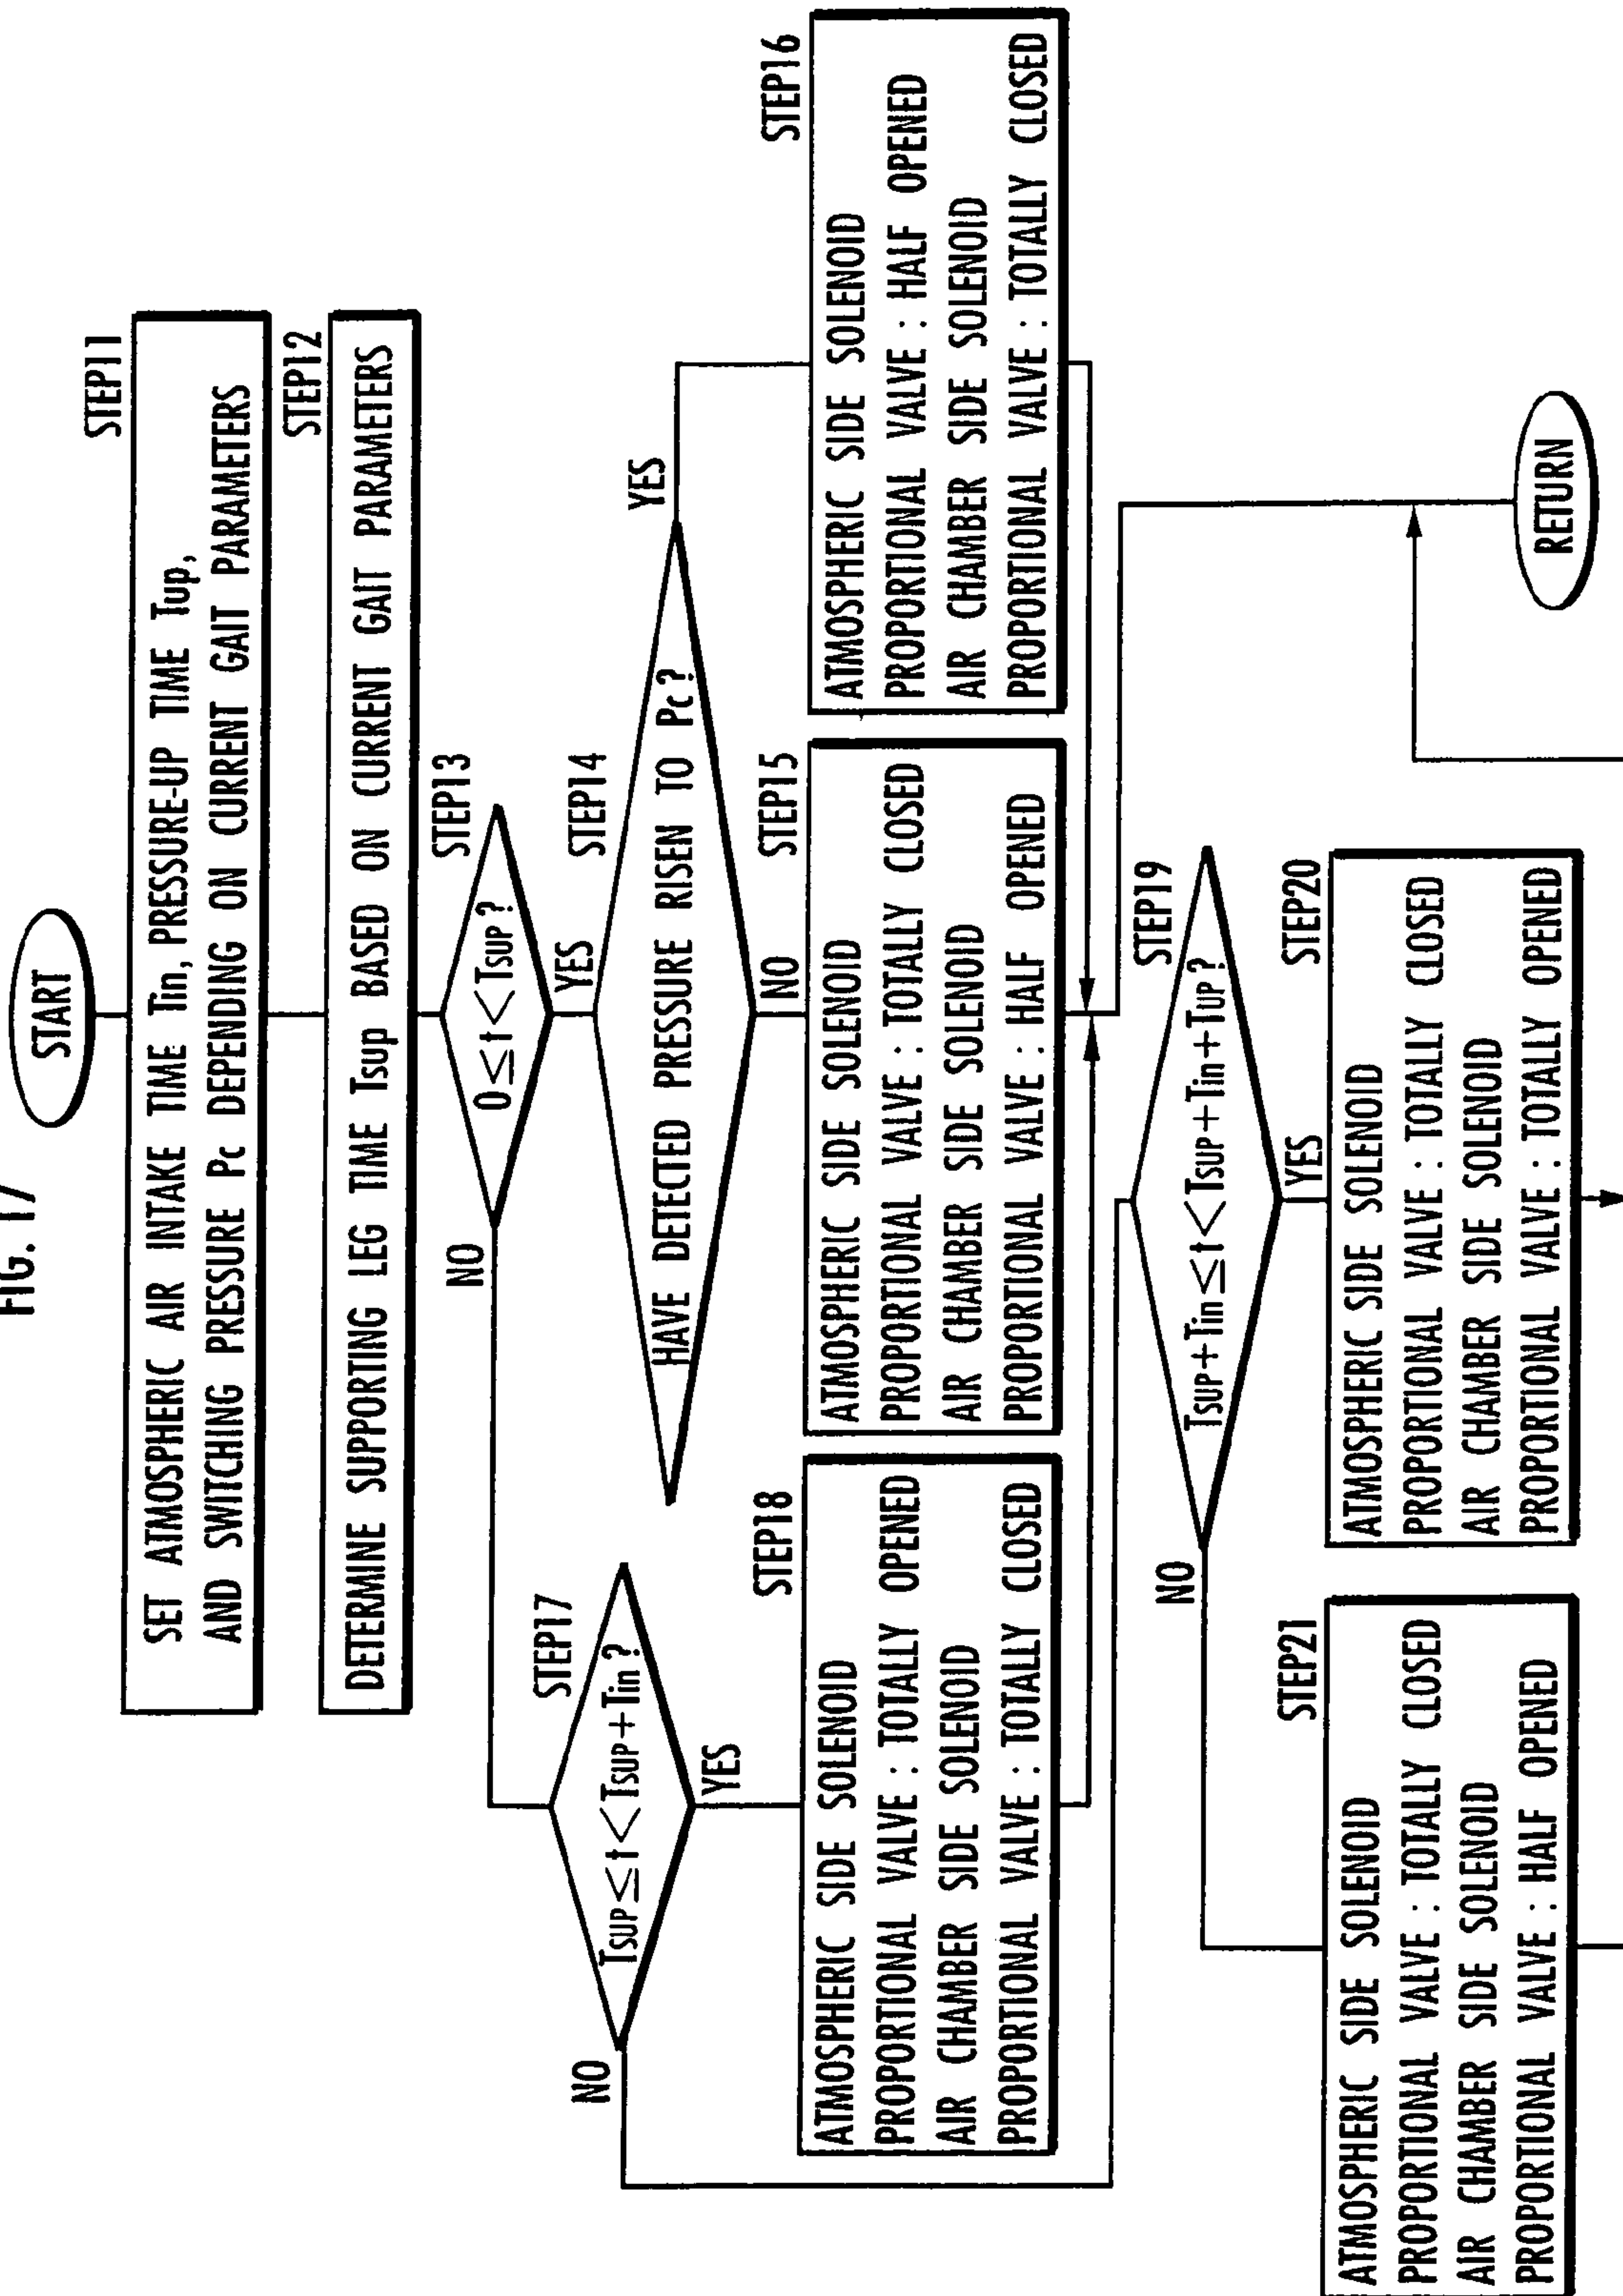 FIG. 17
START
STEP11
SET ATMOSPHERIC AIR INTAKE TIME Tin, PRESSURE-UP TIME Tup,
AND SWITCHING PRESSURE Pc DEPENDING ON CURRENT GAIT PARAMETERS
STEP12
DETERMINE SUPPORTING LEG TIME Tsup BASED ON CURRENT GAIT PARAMETERS
STEP13
0≤t<TSUP?
NO
YES
STEP14
HAVE DETECTED PRESSURE RISEN TO Pc?
YES
NO
STEP17
TSUP≤t<TSUP+Tin?
NO
YES
STEP18
ATMOSPHERIC SIDE SOLENOID
PROPORTIONAL VALVE : TOTALLY OPENED
AIR CHAMBER SIDE SOLENOID
PROPORTIONAL VALVE : TOTALLY CLOSED
STEP15
ATMOSPHERIC SIDE SOLENOID
PROPORTIONAL VALVE : TOTALLY CLOSED
AIR CHAMBER SIDE SOLENOID
PROPORTIONAL VALVE : HALF OPENED
STEP16
ATMOSPHERIC SIDE SOLENOID
PROPORTIONAL VALVE : HALF OPENED
AIR CHAMBER SIDE SOLENOID
PROPORTIONAL VALVE : TOTALLY CLOSED
STEP19
TSUP+Tin≤t<TSUP+Tin+TUP?
NO
YES
STEP21
ATMOSPHERIC SIDE SOLENOID
PROPORTIONAL VALVE : TOTALLY CLOSED
AIR CHAMBER SIDE SOLENOID
PROPORTIONAL VALVE : HALF OPENED
STEP20
ATMOSPHERIC SIDE SOLENOID
PROPORTIONAL VALVE : TOTALLY CLOSED
AIR CHAMBER SIDE SOLENOID
PROPORTIONAL VALVE : TOTALLY OPENED
RETURN